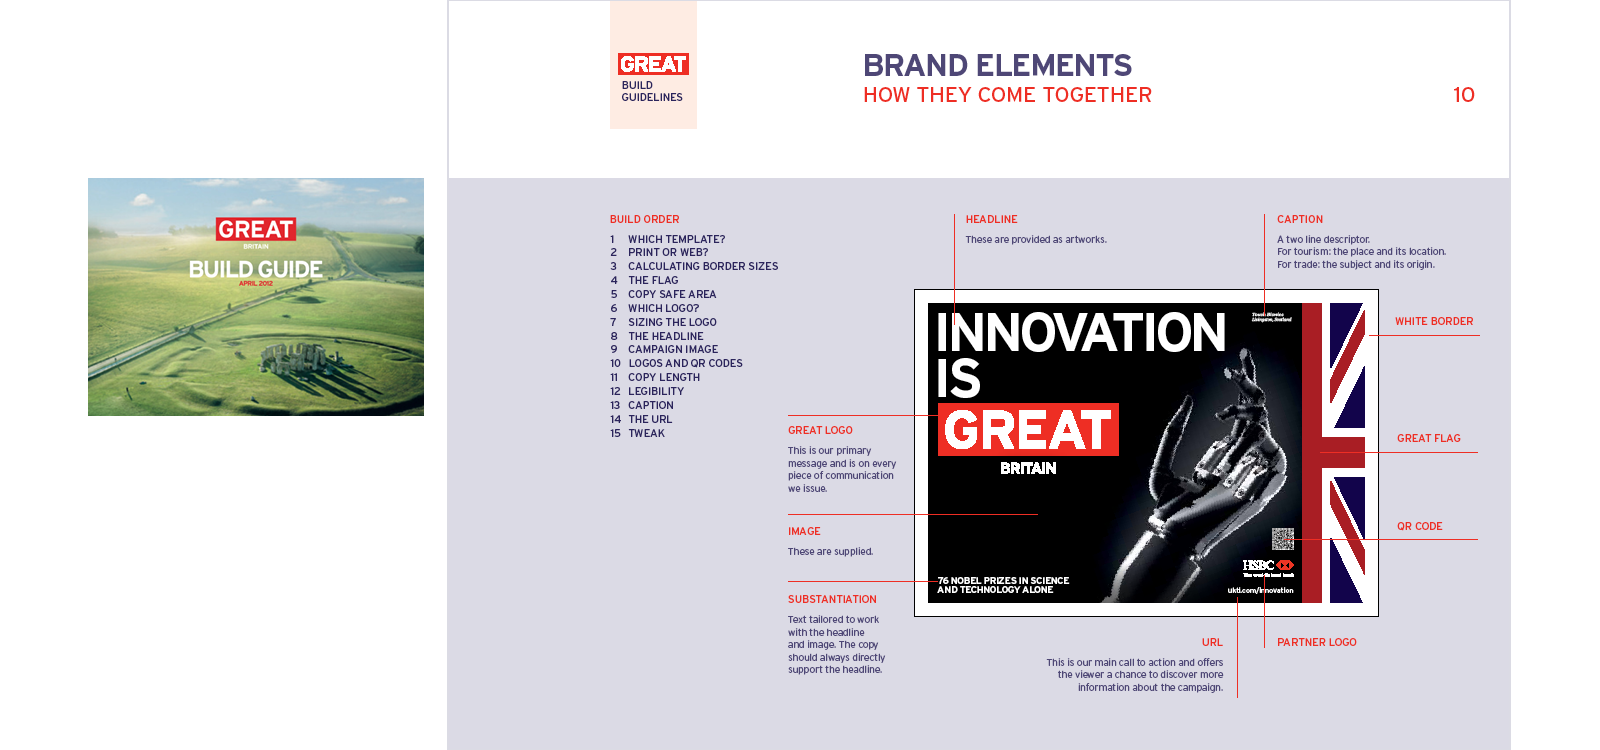 GREAT
BRITAIN
BUILD GUIDE
APRIL 2012
GREAT
BUILD
GUIDELINES
BRAND ELEMENTS
HOW THEY COME TOGETHER
10
BUILD ORDER
1 WHICH TEMPLATE?
2 PRINT OR WEB?
3 CALCULATING BORDER SIZES
4 THE FLAG
5 COPY SAFE AREA
6 WHICH LOGO?
7 SIZING THE LOGO
8 THE HEADLINE
9 CAMPAIGN IMAGE
10 LOGOS AND QR CODES
11 COPY LENGTH
12 LEGIBILITY
13 CAPTION
14 THE URL
15 TWEAK
HEADLINE
These are provided as artworks.
CAPTION
A two line descriptor.
For tourism: the place and its location.
For trade: the subject and its origin.
WHITE BORDER
GREAT FLAG
QR CODE
GREAT LOGO
This is our primary
message and is on every
piece of communication
we issue.
IMAGE
These are supplied.
SUBSTANTIATION
Text tailored to work
with the headline
and image. The copy
should always directly
support the headline.
INNOVATION
IS
GREAT
BRITAIN
Touch Bionics
Livingston, Scotland
76 NOBEL PRIZES IN SCIENCE
AND TECHNOLOGY ALONE
HSBC
ukti.com/innovation
URL
This is our main call to action and offers
the viewer a chance to discover more
information about the campaign.
PARTNER LOGO